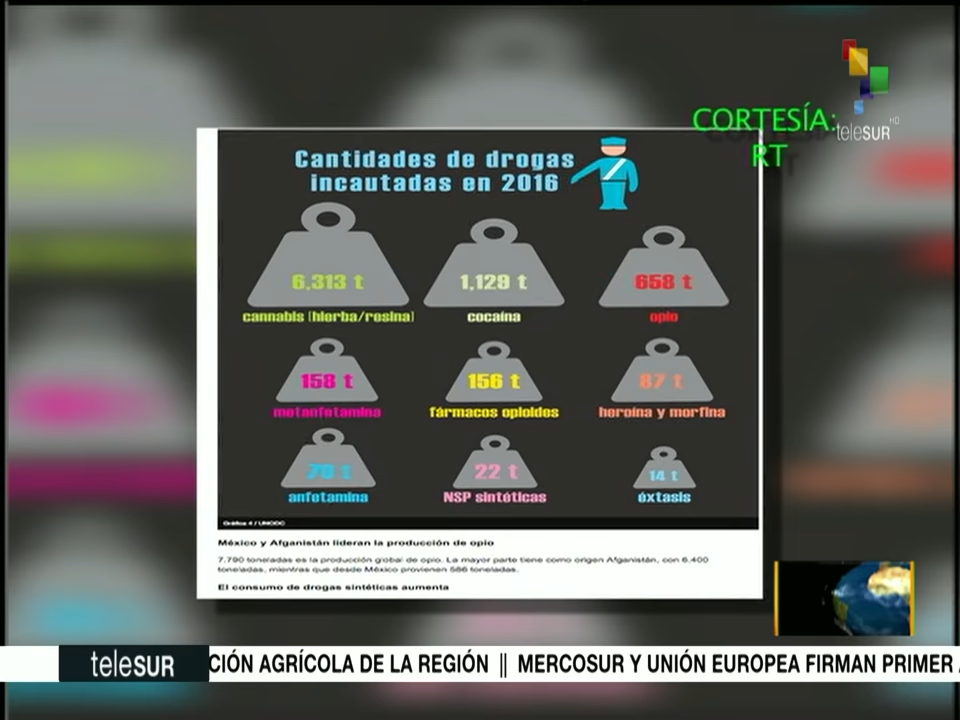 CORTESÍA:
RT
teleSUR HD
Cantidades de drogas
incautadas en 2016
6,313 t
1,129 t
658 t
cannabis (hierba/resina)
cocaína
opio
158 t
156 t
87 t
metanfetamina
fármacos opioides
heroína y morfina
70 t
22 t
14 t
anfetamina
NSP sintéticas
éxtasis
Gráfica 4 / UNODC
México y Afganistán lideran la producción de opio
7.790 toneladas es la producción global de opio. La mayor parte tiene como origen Afganistán, con 6.400
toneladas, mientras que desde México provienen 586 toneladas.
El consumo de drogas sintéticas aumenta
teleSUR
CIÓN AGRÍCOLA DE LA REGIÓN || MERCOSUR Y UNIÓN EUROPEA FIRMAN PRIMER